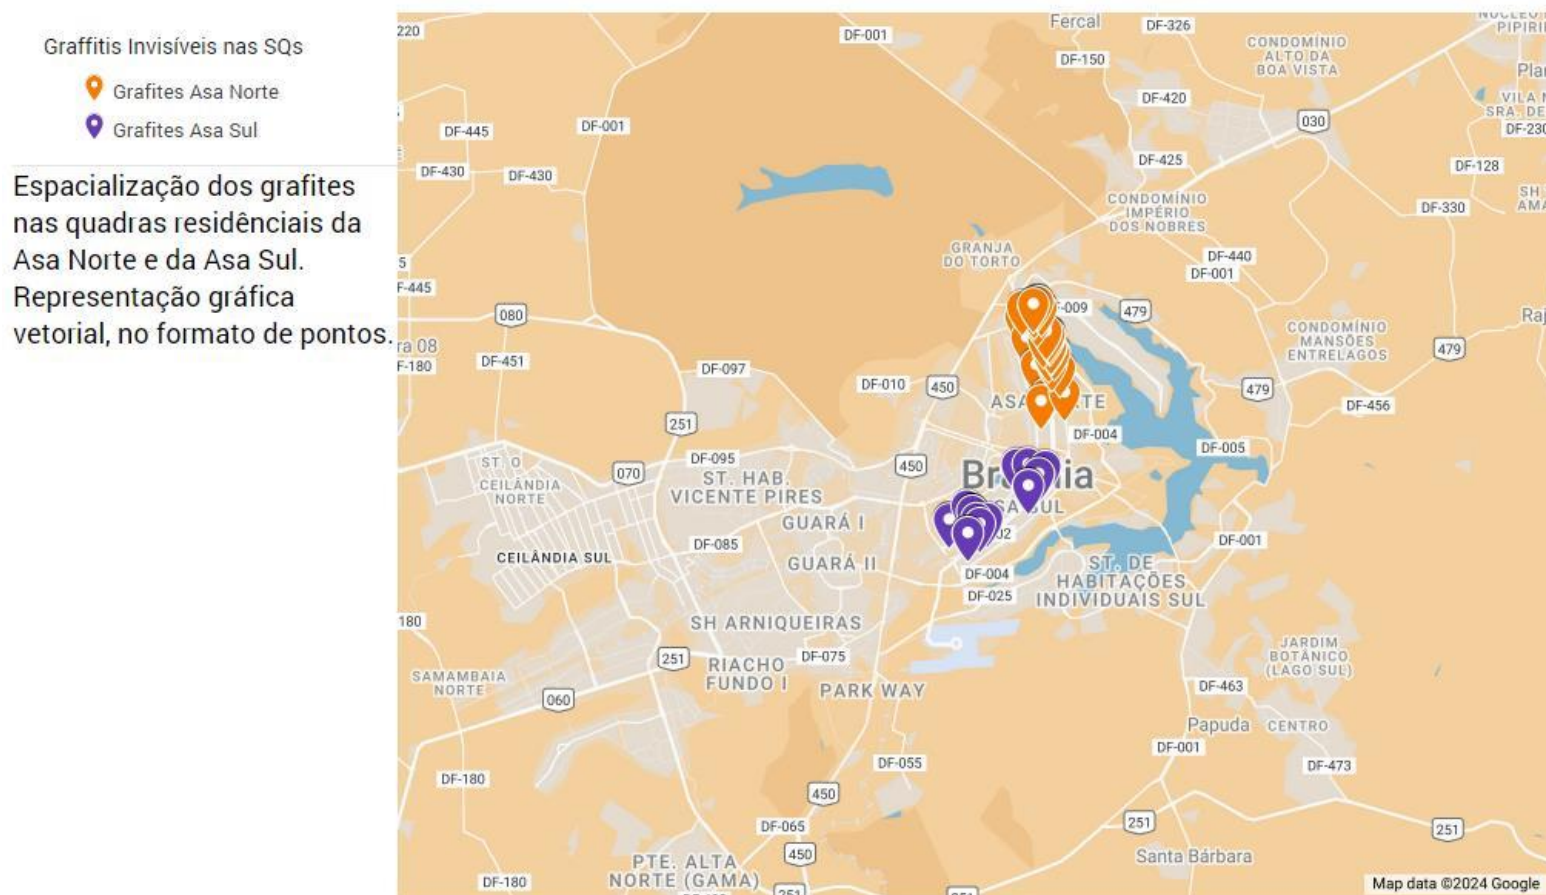 Graffitis Invisíveis nas SQs
Grafites Asa Norte
Grafites Asa Sul
Espacialização dos grafites
nas quadras residênciais da
Asa Norte e da Asa Sul.
Representação gráfica
vetorial, no formato de pontos.
220
DF-001
Fercal
DF-326
DF-150
CONDOMÍNIO
ALTO DA
BOA VISTA
DF-420
030
DF-445
DF-001
DF-230
DF-425
DF-128
DF-430
DF-430
CONDOMÍNIO
IMPÉRIO
DOS NOBRES
DF-330
GRANJA
DO TORTO
DF-440
DF-001
F-445
080
479
CONDOMÍNIO
MANSÕES
ENTRELAGOS
479
DF-451
F-180
DF-097
DF-010
450
479
DF-456
251
DF-004
DF-005
DF-095
450
070
ST. O
CEILÂNDIA
NORTE
ST. HAB.
VICENTE PIRES
GUARÁ I
CEILÂNDIA SUL
DF-085
GUARÁ II
DF-001
DF-004
DF-025
ST. DE
HABITAÇÕES
INDIVIDUAIS SUL
180
SH ARNIQUEIRAS
251
DF-075
RIACHO
FUNDO I
PARK WAY
JARDIM
BOTÂNICO
(LAGO SUL)
SAMAMBAIA
NORTE
060
DF-463
Papuda
CENTRO
DF-001
DF-473
DF-055
DF-180
450
DF-065
251
251
450
Santa Bárbara
PTE. ALTA
NORTE (GAMA)
DF-180
Map data ©2024 Google